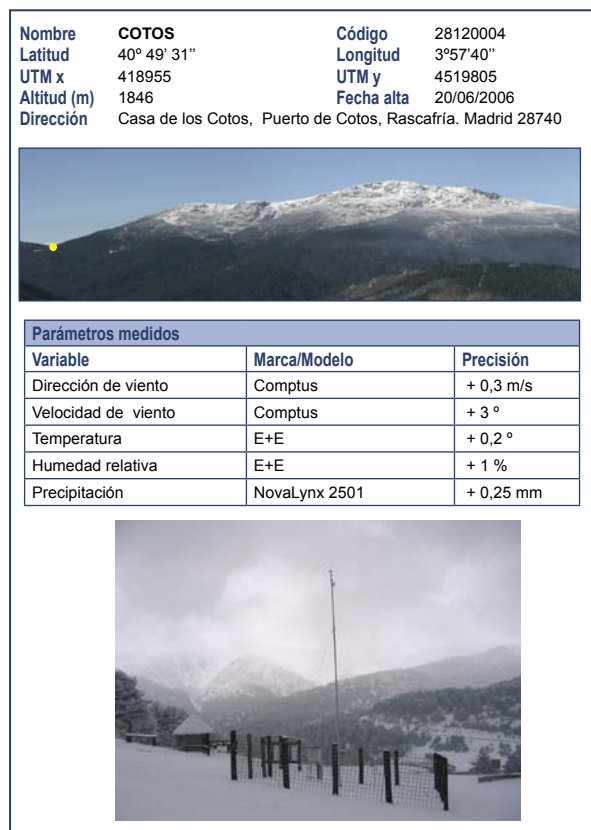 Nombre COTOS Código 28120004
Latitud 40º 49’ 31’’ Longitud 3º57’40’’
UTM x 418955 UTM y 4519805
Altitud (m) 1846 Fecha alta 20/06/2006
Dirección Casa de los Cotos, Puerto de Cotos, Rascafría. Madrid 28740
Parámetros medidos
Variable Marca/Modelo Precisión
Dirección de viento Comptus + 0,3 m/s
Velocidad de viento Comptus + 3 º
Temperatura E+E + 0,2 º
Humedad relativa E+E + 1 %
Precipitación NovaLynx 2501 + 0,25 mm